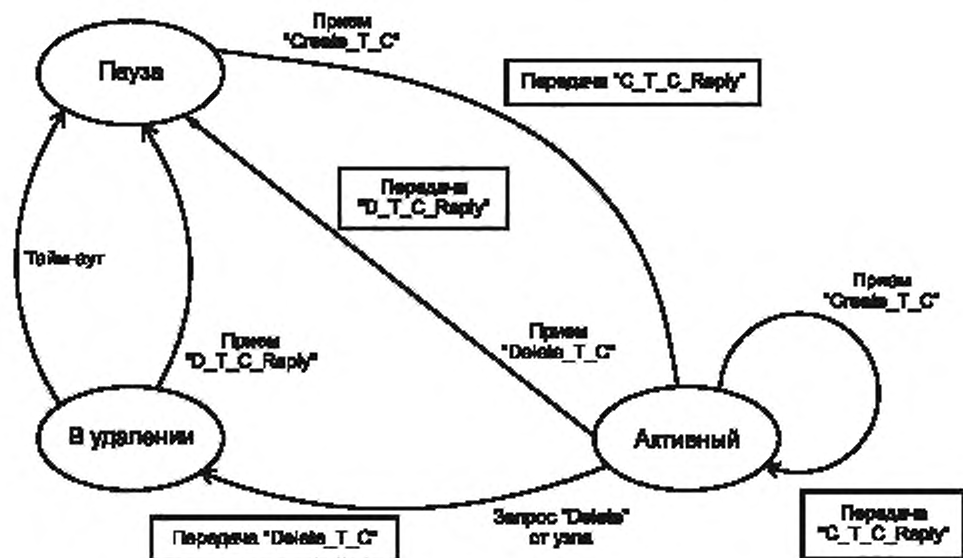 Прием
"Create_T_C"
Пауза
Передача "C_T_C_Reply"
Передача
"D_T_C_Reply"
Тайм-аут
Прием
"Create_T_C"
Прием
"Delete_T_C"
Прием
"D_T_C_Reply"
В удалении
Активный
Запрос "Delete"
от узла
Передача "Delete_T_C"
Передача
"C_T_C_Reply"